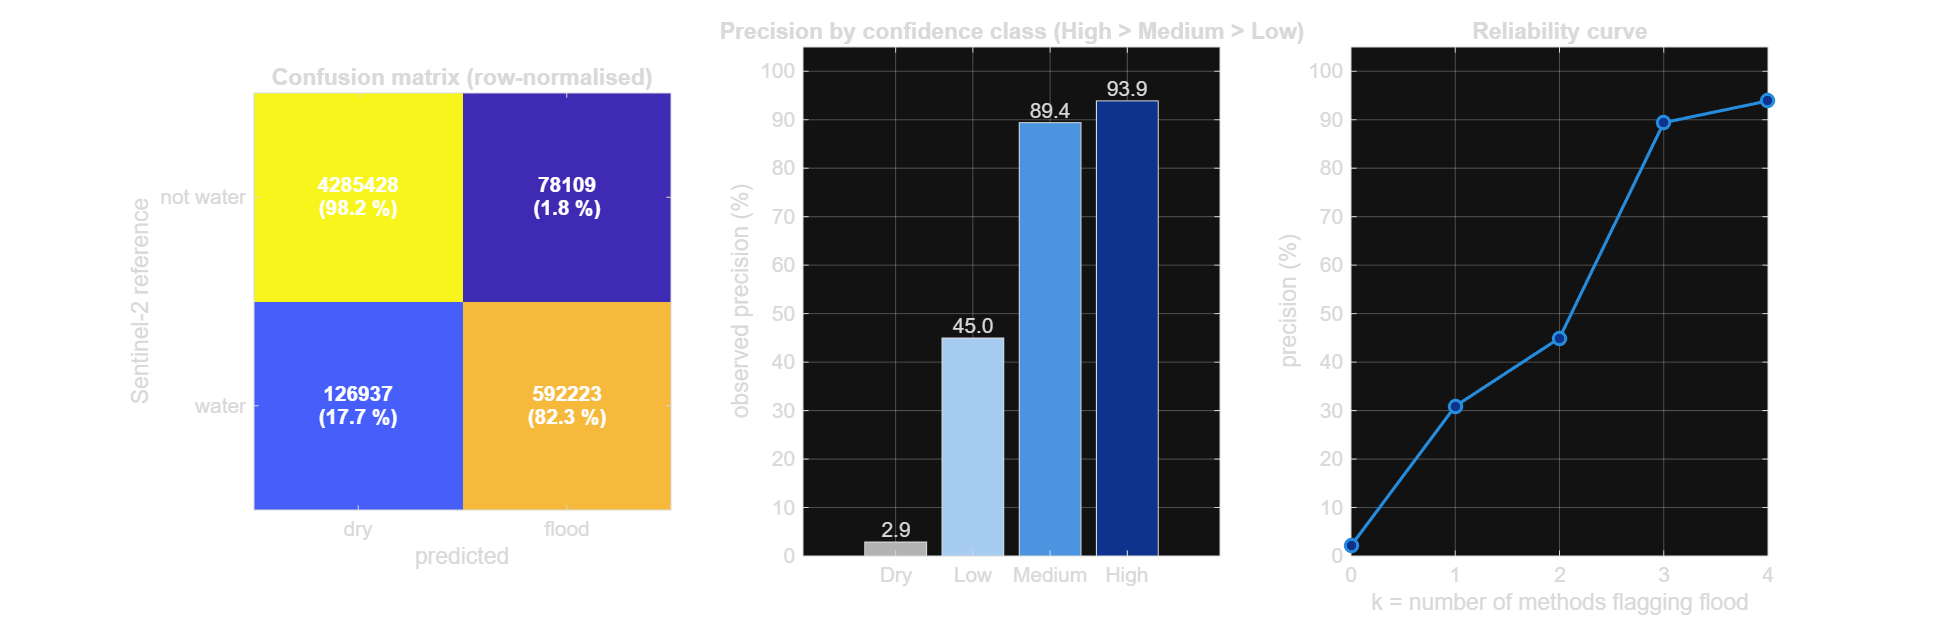 Confusion matrix (row-normalised)
Sentinel-2 reference
not water
water
4285428
(98.2 %)
78109
(1.8 %)
126937
(17.7 %)
592223
(82.3 %)
dry
flood
predicted
Precision by confidence class (High > Medium > Low)
observed precision (%)
100
90
80
70
60
50
40
30
20
10
0
2.9
45.0
89.4
93.9
Dry
Low
Medium
High
Reliability curve
precision (%)
100
90
80
70
60
50
40
30
20
10
0
0
1
2
3
4
k = number of methods flagging flood